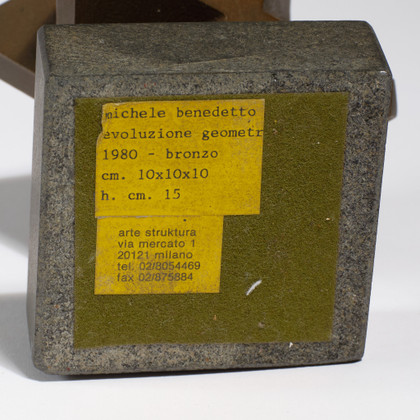 michele benedetto
evoluzione geometr
1980 - bronzo
cm. 10x10x10
h. cm. 15
arte struktura
via mercato 1
20121 milano
tel. 02/8054469
fax 02/875884